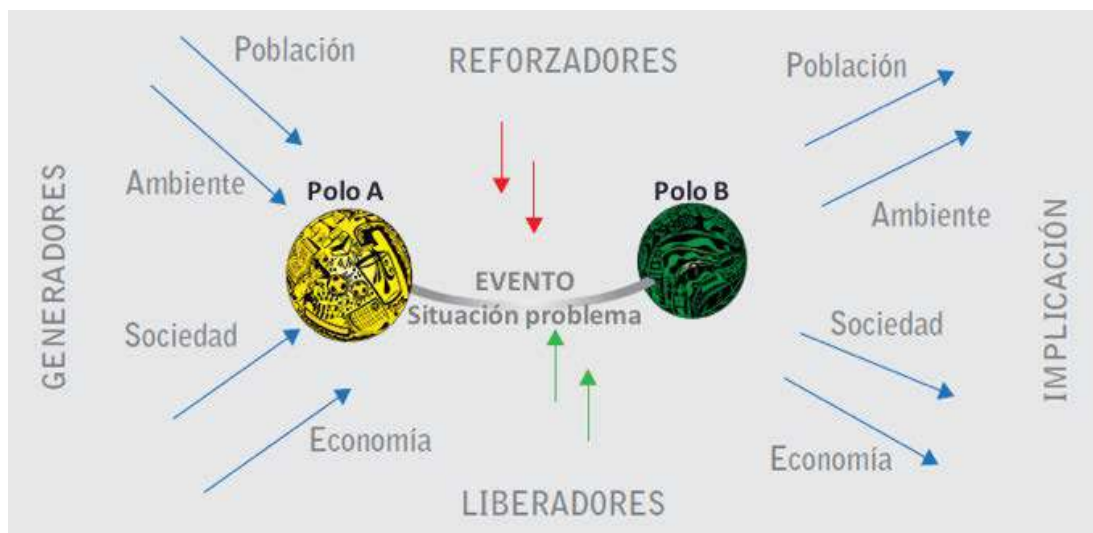 Población
REFORZADORES
Población
Ambiente
Polo A
Polo B
Ambiente
GENERADORES
EVENTO
Situación problema
IMPLICACIÓN
Sociedad
Sociedad
Economía
Economía
LIBERADORES